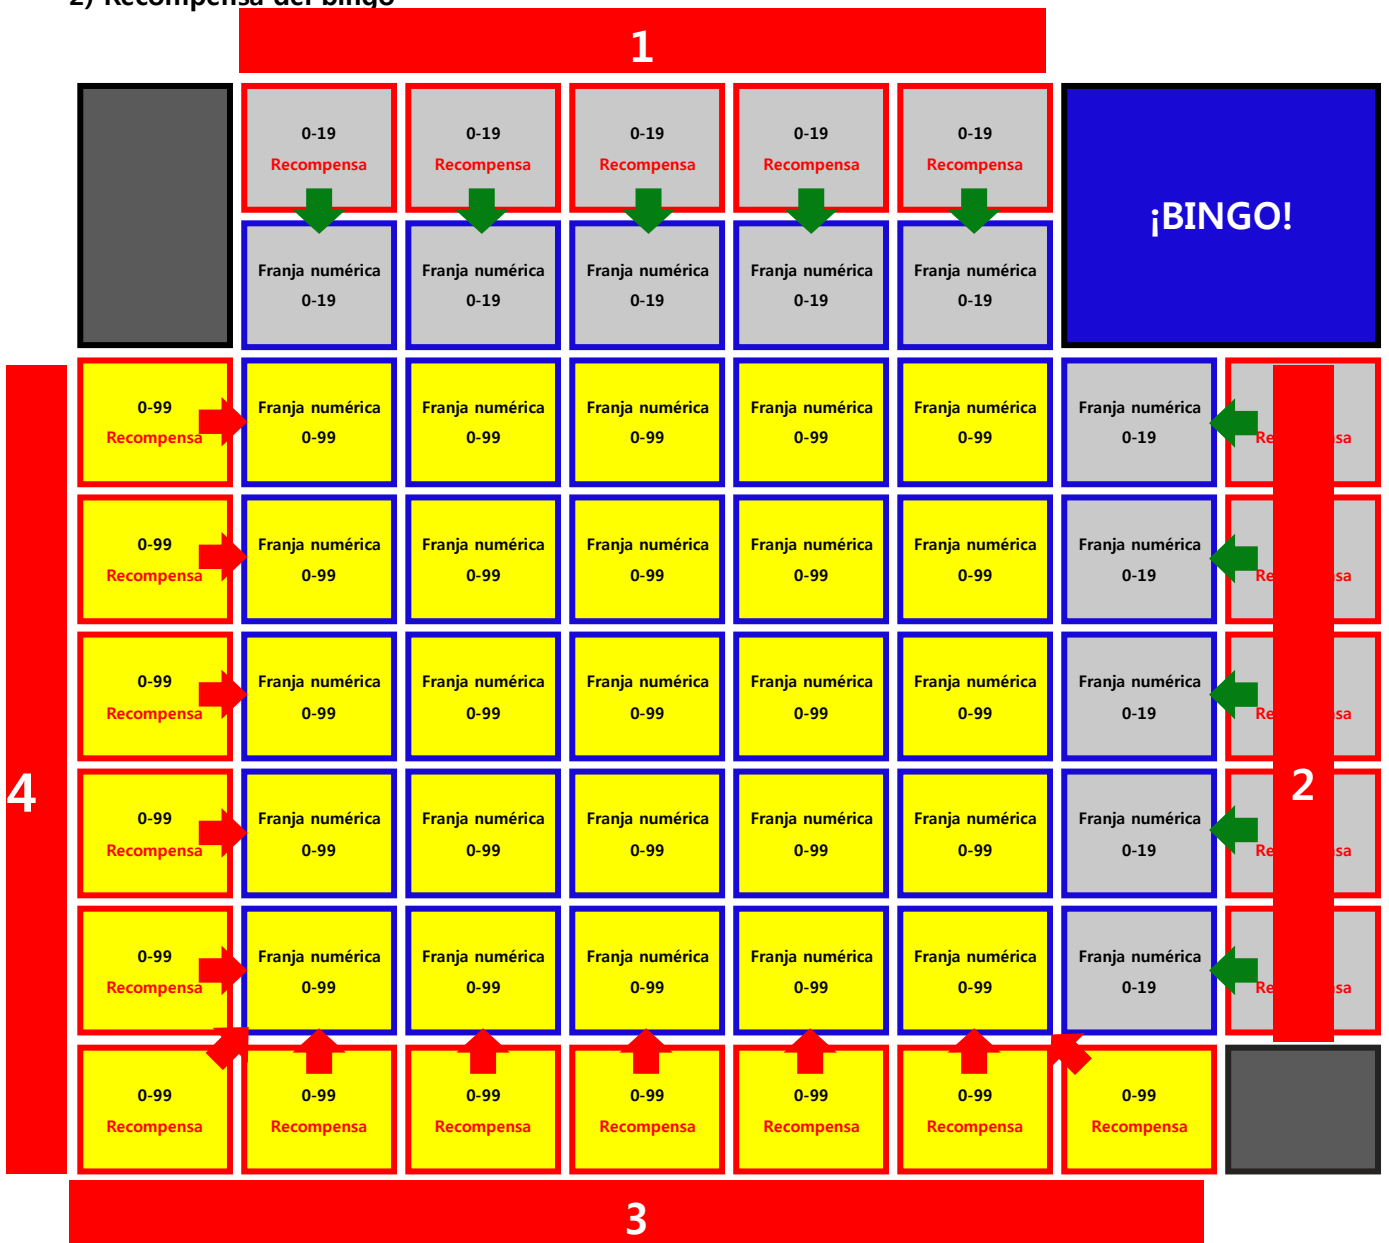 2) Recompensa del bingo
1
0-19 0-19 0-19 0-19 0-19
Recompensa Recompensa Recompensa Recompensa Recompensa
¡BINGO!
Franja numérica Franja numérica Franja numérica Franja numérica Franja numérica
0-19 0-19 0-19 0-19 0-19
0-99 Franja numérica Franja numérica Franja numérica Franja numérica Franja numérica Franja numérica
Recompensa 0-99 0-99 0-99 0-99 0-99 0-19
0-99 Franja numérica Franja numérica Franja numérica Franja numérica Franja numérica Franja numérica
Recompensa 0-99 0-99 0-99 0-99 0-99 0-19
0-99 Franja numérica Franja numérica Franja numérica Franja numérica Franja numérica Franja numérica
Recompensa 0-99 0-99 0-99 0-99 0-99 0-19
4
2
0-99 Franja numérica Franja numérica Franja numérica Franja numérica Franja numérica Franja numérica
Recompensa 0-99 0-99 0-99 0-99 0-99 0-19
0-99 Franja numérica Franja numérica Franja numérica Franja numérica Franja numérica Franja numérica
Recompensa 0-99 0-99 0-99 0-99 0-99 0-19
0-99 0-99 0-99 0-99 0-99 0-99 0-99
Recompensa Recompensa Recompensa Recompensa Recompensa Recompensa Recompensa
3